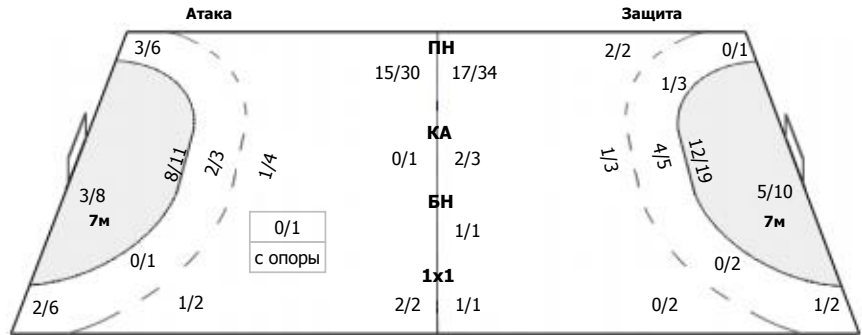 Атака Защита
3/6 ПН 2/2 0/1
15/30 17/34 1/3
КА
8/11 2/3 1/4 0/1 2/3 1/3 4/5 12/19
3/8 БН 5/10
7м 7м
0/1 1/1
с опоры
0/1 0/2
1x1
2/6 1/2 2/2 1/1 0/2 1/2